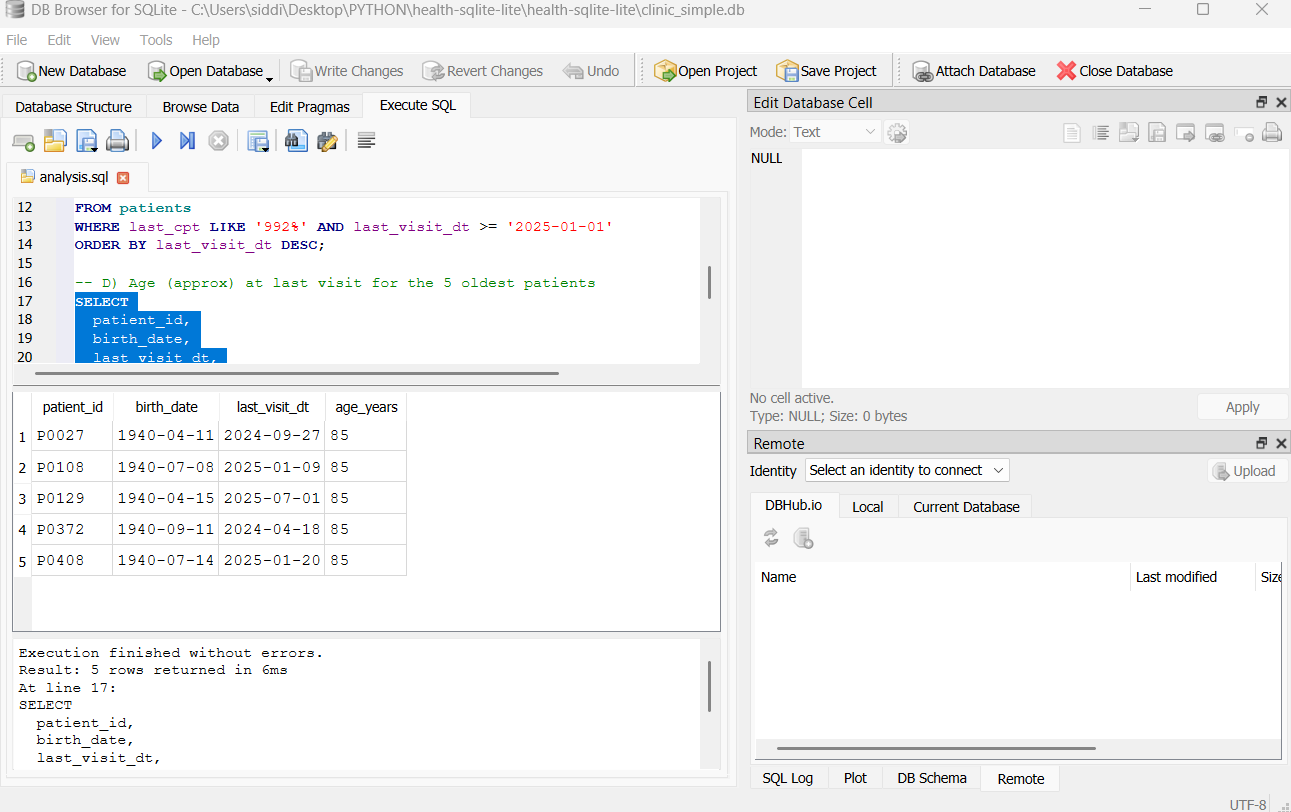 DB Browser for SQLite - C:\Users\siddi\Desktop\PYTHON\health-sqlite-lite\health-sqlite-lite\clinic_simple.db
File Edit View Tools Help
New Database Open Database Write Changes Revert Changes Undo Open Project Save Project Attach Database Close Database
Database Structure Browse Data Edit Pragmas Execute SQL
analysis.sql
12 FROM patients
13 WHERE last_cpt LIKE '992%' AND last_visit_dt >= '2025-01-01'
14 ORDER BY last_visit_dt DESC;
15
16 -- D) Age (approx) at last visit for the 5 oldest patients
17 SELECT
18 patient_id,
19 birth_date,
20 last_visit_dt,
patient_id birth_date last_visit_dt age_years
1 P0027 1940-04-11 2024-09-27 85
2 P0108 1940-07-08 2025-01-09 85
3 P0129 1940-04-15 2025-07-01 85
4 P0372 1940-09-11 2024-04-18 85
5 P0408 1940-07-14 2025-01-20 85
Execution finished without errors.
Result: 5 rows returned in 6ms
At line 17:
SELECT
patient_id,
birth_date,
last_visit_dt,
Edit Database Cell
Mode: Text
NULL
No cell active.
Type: NULL; Size: 0 bytes
Apply
Remote
Identity Select an identity to connect Upload
DBHub.io Local Current Database
Name Last modified Size
SQL Log Plot DB Schema Remote
UTF-8